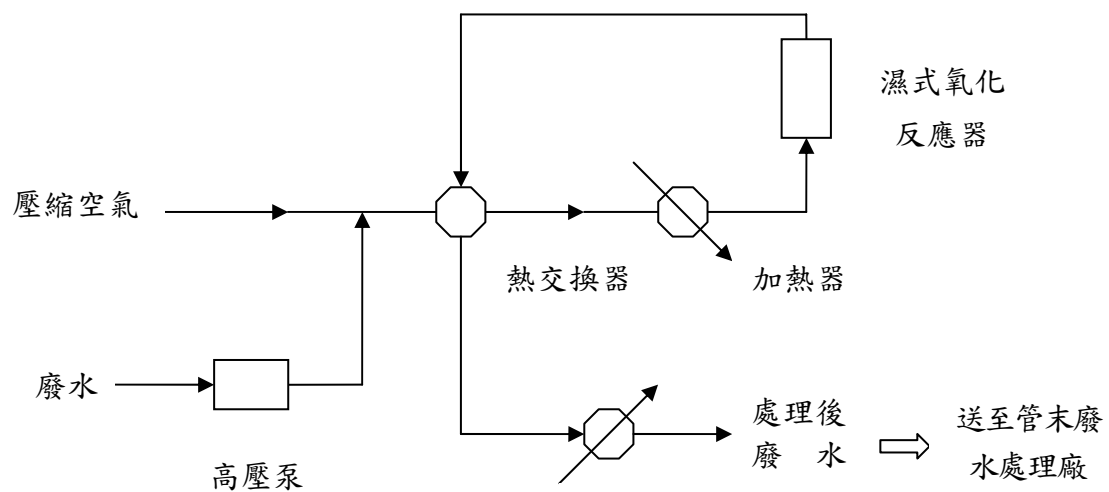 濕式氧化
反應器
壓縮空氣
熱交換器
加熱器
廢水
高壓泵
處理後
廢 水
送至管末廢
水處理廠